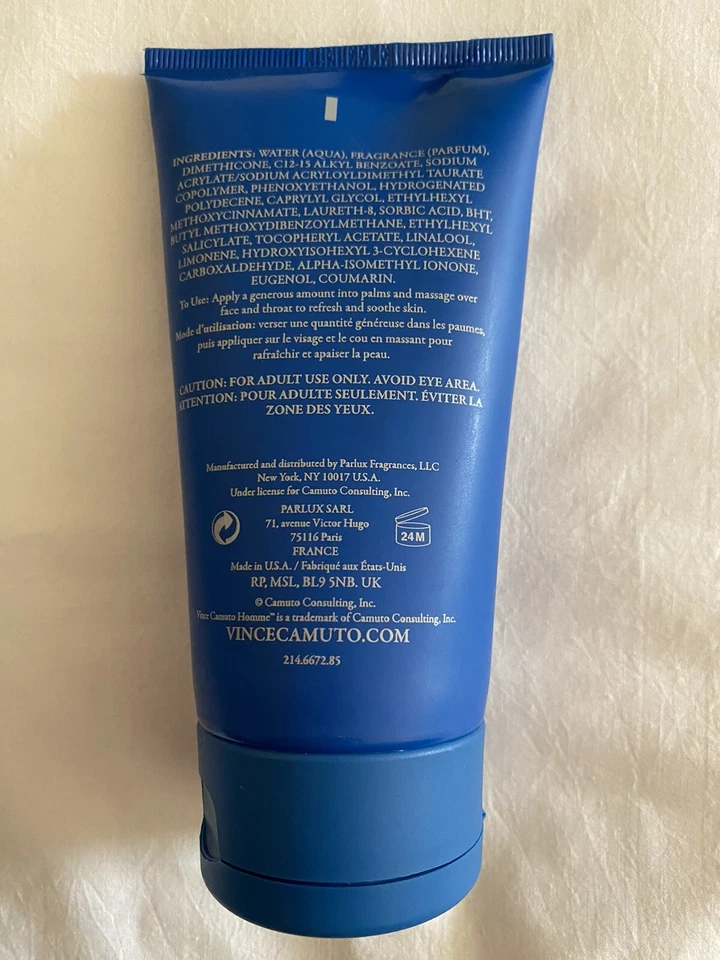 INGREDIENTS: WATER (AQUA), FRAGRANCE (PARFUM),
DIMETHICONE, C12-15 ALKYL BENZOATE, SODIUM
ACRYLATE/SODIUM ACRYLOYLDIMETHYL TAURATE
COPOLYMER, PHENOXYETHANOL, HYDROGENATED
POLYDECENE, CAPRYLYL GLYCOL, ETHYLHEXYL
METHOXYCINNAMATE, LAURETH-8, SORBIC ACID, BHT,
BUTYL METHOXYDIBENZOYLMETHANE, ETHYLHEXYL
SALICYLATE, TOCOPHERYL ACETATE, LINALOOL,
LIMONENE, HYDROXYISOHEXYL 3-CYCLOHEXENE
CARBOXALDEHYDE, ALPHA-ISOMETHYL IONONE,
EUGENOL, COUMARIN.
To Use: Apply a generous amount into palms and massage over
face and throat to refresh and soothe skin.
Mode d'utilisation: verser une quantité généreuse dans les paumes,
puis appliquer sur le visage et le cou en massant pour
rafraîchir et apaiser la peau.
CAUTION: FOR ADULT USE ONLY. AVOID EYE AREA.
ATTENTION: POUR ADULTE SEULEMENT. ÉVITER LA
ZONE DES YEUX.
Manufactured and distributed by Parlux Fragrances, LLC
New York, NY 10017 U.S.A.
Under license for Camuto Consulting, Inc.
PARLUX SARL
71, avenue Victor Hugo
75116 Paris
FRANCE
24M
Made in U.S.A. / Fabriqué aux États-Unis
RP, MSL, BL9 5NB. UK
© Camuto Consulting, Inc.
Vince Camuto Homme™ is a trademark of Camuto Consulting, Inc.
VINCECAMUTO.COM
214.6672.85